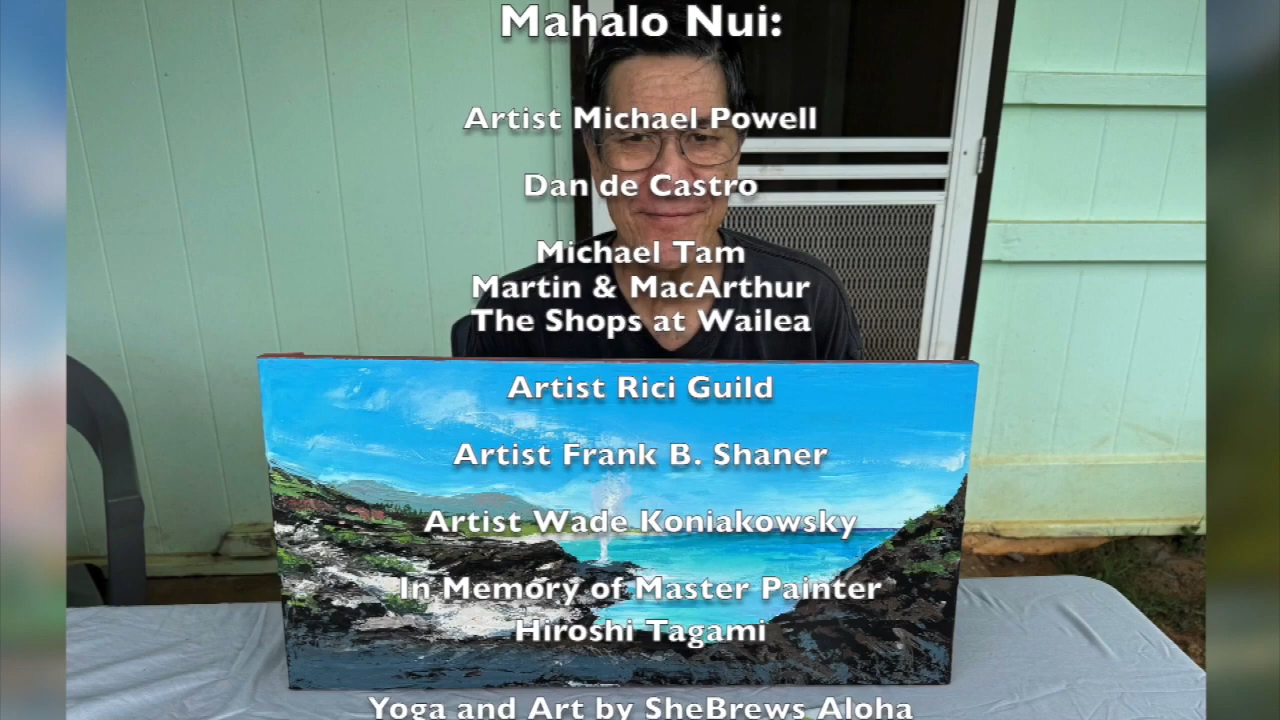 Mahalo Nui:
Artist Michael Powell
Dan de Castro
Michael Tam
Martin & MacArthur
The Shops at Wailea
Artist Rici Guild
Artist Frank B. Shaner
Artist Wade Koniakowsky
In Memory of Master Painter
Hiroshi Tagami
Yoga and Art by SheBrews Aloha